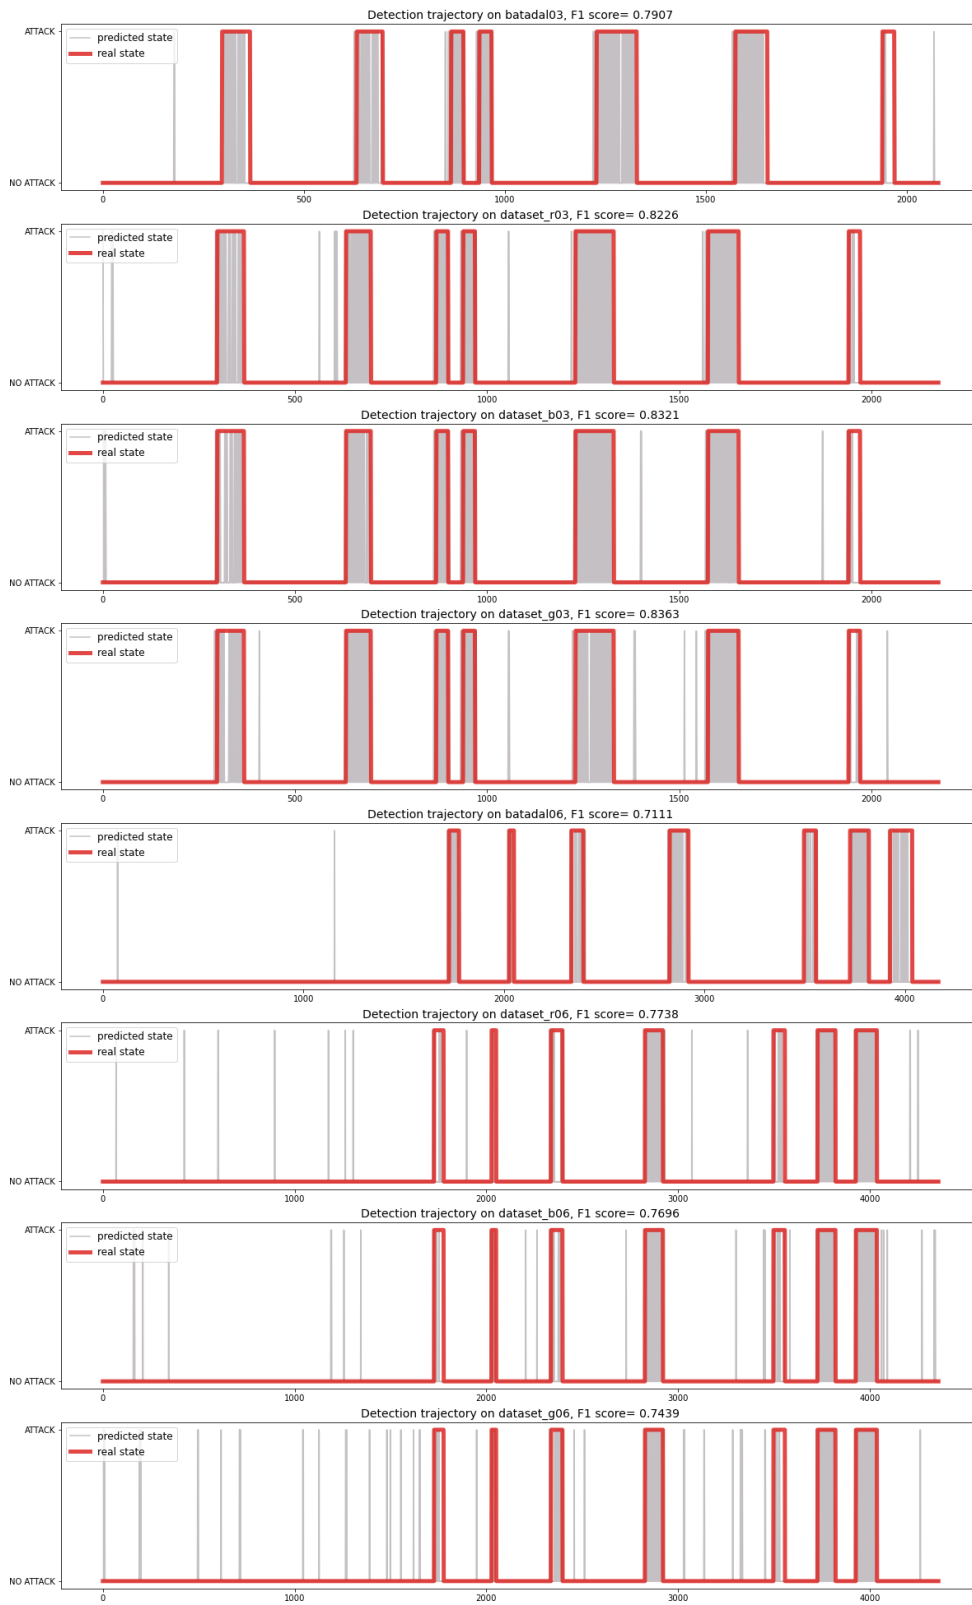 Detection trajectory on batadal03, F1 score= 0.7907
ATTACK
predicted state
real state
NO ATTACK
0 500 1000 1500 2000
Detection trajectory on dataset_r03, F1 score= 0.8226
ATTACK
predicted state
real state
NO ATTACK
0 500 1000 1500 2000
Detection trajectory on dataset_b03, F1 score= 0.8321
ATTACK
predicted state
real state
NO ATTACK
0 500 1000 1500 2000
Detection trajectory on dataset_g03, F1 score= 0.8363
ATTACK
predicted state
real state
NO ATTACK
0 500 1000 1500 2000
Detection trajectory on batadal06, F1 score= 0.7111
ATTACK
predicted state
real state
NO ATTACK
0 1000 2000 3000 4000
Detection trajectory on dataset_r06, F1 score= 0.7738
ATTACK
predicted state
real state
NO ATTACK
0 1000 2000 3000 4000
Detection trajectory on dataset_b06, F1 score= 0.7696
ATTACK
predicted state
real state
NO ATTACK
0 1000 2000 3000 4000
Detection trajectory on dataset_g06, F1 score= 0.7439
ATTACK
predicted state
real state
NO ATTACK
0 1000 2000 3000 4000